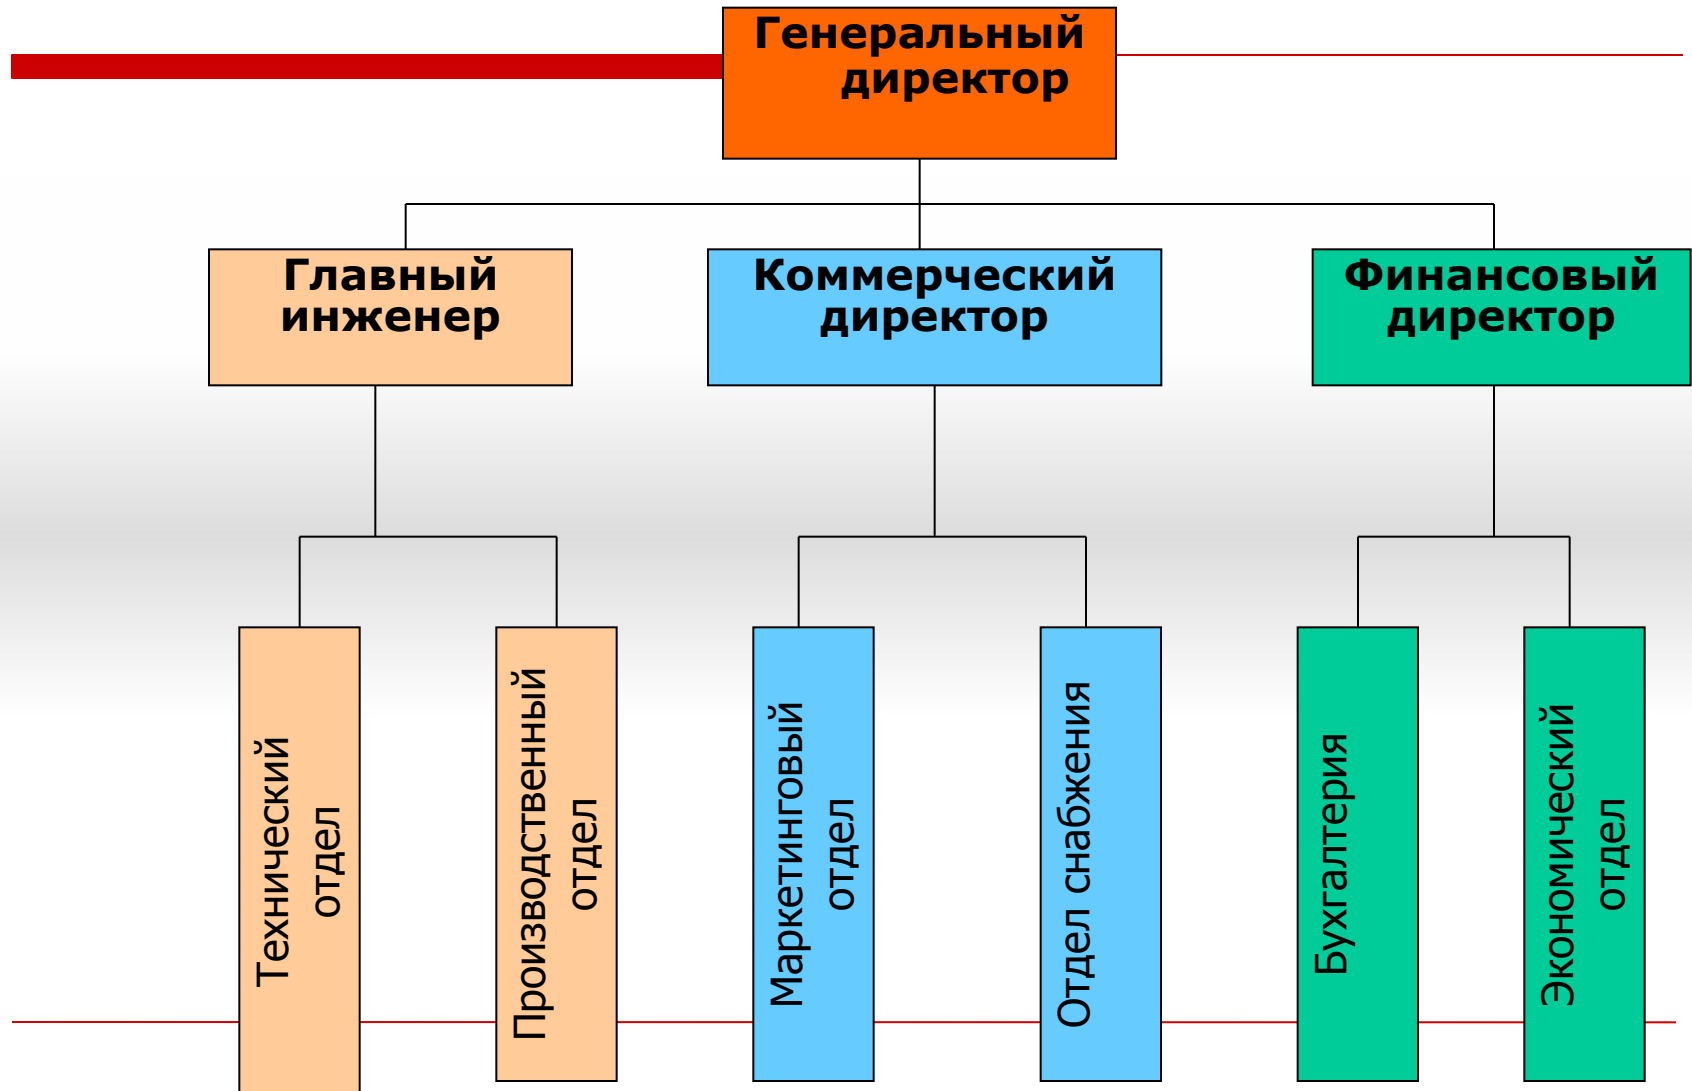 Генеральный
директор
Главный
инженер
Коммерческий
директор
Финансовый
директор
Технический
отдел
Производственный
отдел
Маркетинговый
отдел
Отдел снабжения
Бухгалтерия
Экономический
отдел